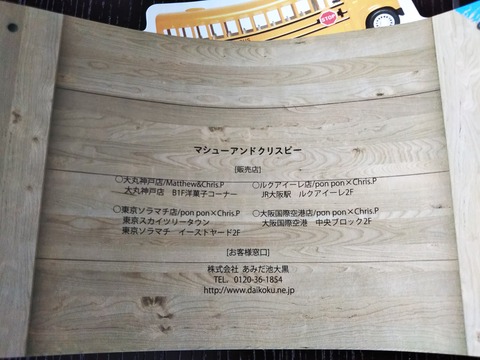 STOP
マシューアンドクリスピー
[販売店]
○大丸神戸店/Matthew&Chris.P
大丸神戸店 B1F洋菓子コーナー
○ルクアイーレ店/pon pon×Chris.P
JR大阪駅 ルクアイーレ2F
○東京ソラマチ店/pon pon×Chris.P
東京スカイツリータウン
東京ソラマチ イーストヤード2F
○大阪国際空港店/pon pon×Chris.P
大阪国際空港 中央ブロック2F
[お客様窓口]
株式会社 あみだ池大黒
TEL. 0120-36-1854
http://www.daikoku.ne.jp